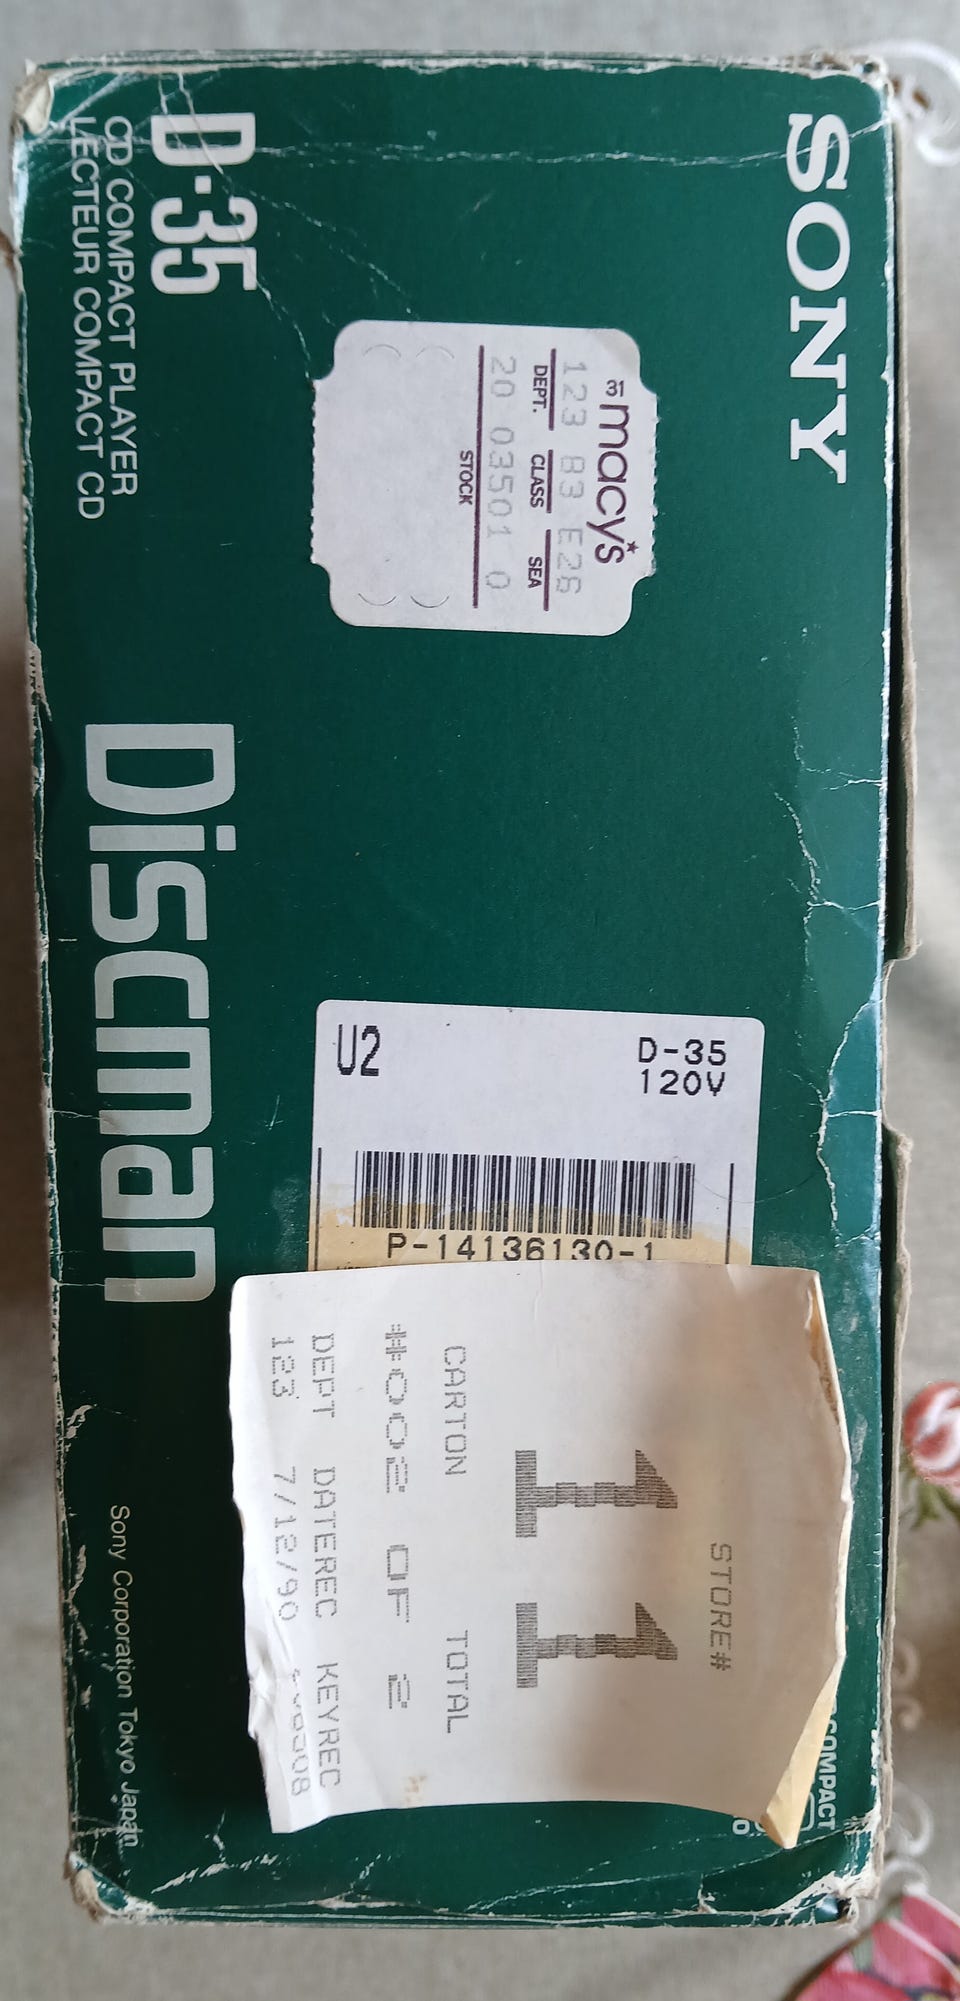 SONY
D-35
CD COMPACT PLAYER
LECTEUR COMPACT CD
31 macy's
123 83 E26
DEPT. CLASS SEA
20 03501 0
STOCK
Discman
U2
D-35
120V
P-14136130-1
STORE#
11
CARTON TOTAL
#002 OF 2
DEPT DATEREC KEYREC
123 7/12/90
Sony Corporation Tokyo Japan
COMPACT